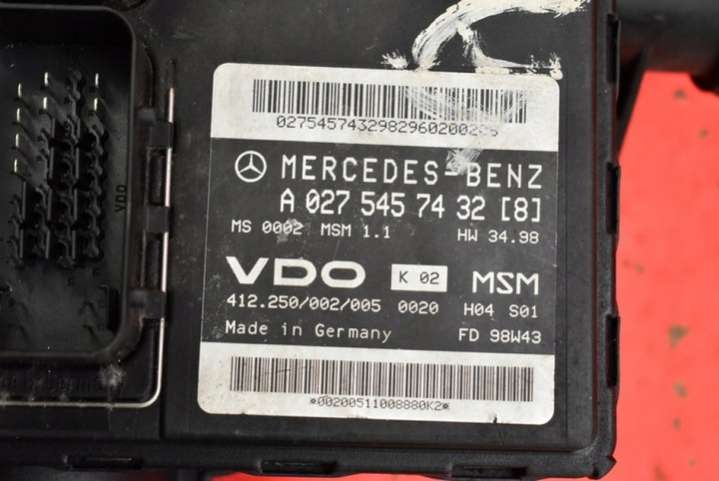 MERCEDES-BENZ
A 027 545 74 32 [8]
MS 0002 MSM 1.1 HW 34.98
VDO K 02 MSM
412.250/002/005 0020 H04 S01
Made in Germany FD 98W43
*00200511008880K2*
VDO